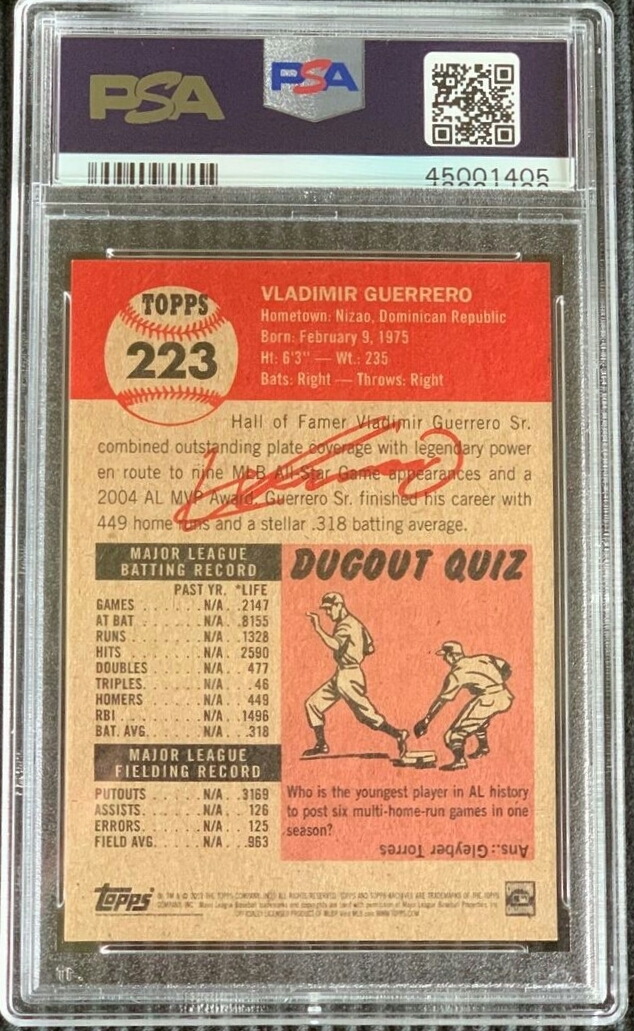 PSA
PSA
45001405
TOPPS
223
VLADIMIR GUERRERO
Hometown: Nizao, Dominican Republic
Born: February 9, 1975
Ht: 6'3" — Wt.: 235
Bats: Right — Throws: Right
Hall of Famer Vladimir Guerrero Sr.
combined outstanding plate coverage with legendary power
en route to nine MLB All-Star Game appearances and a
2004 AL MVP Award. Guerrero Sr. finished his career with
449 home runs and a stellar .318 batting average.
MAJOR LEAGUE
BATTING RECORD
PAST YR. *LIFE
GAMES ...... N/A .. 2147
AT BAT ...... N/A .. 8155
RUNS ...... N/A .. 1328
HITS ...... N/A .. 2590
DOUBLES .... N/A ... 477
TRIPLES. ..... N/A .... 46
HOMERS .... N/A ... 449
RBI ........ N/A .. 1496
BAT. AVG. .... N/A ... .318
MAJOR LEAGUE
FIELDING RECORD
PUTOUTS .... N/A .. 3169
ASSISTS. .... N/A ... 126
ERRORS ..... N/A ... 125
FIELD AVG. ... N/A ... .963
DUGOUT QUIZ
Who is the youngest player in AL history
to post six multi-home-run games in one
season?
Ans.: Gleyber Torres
Topps